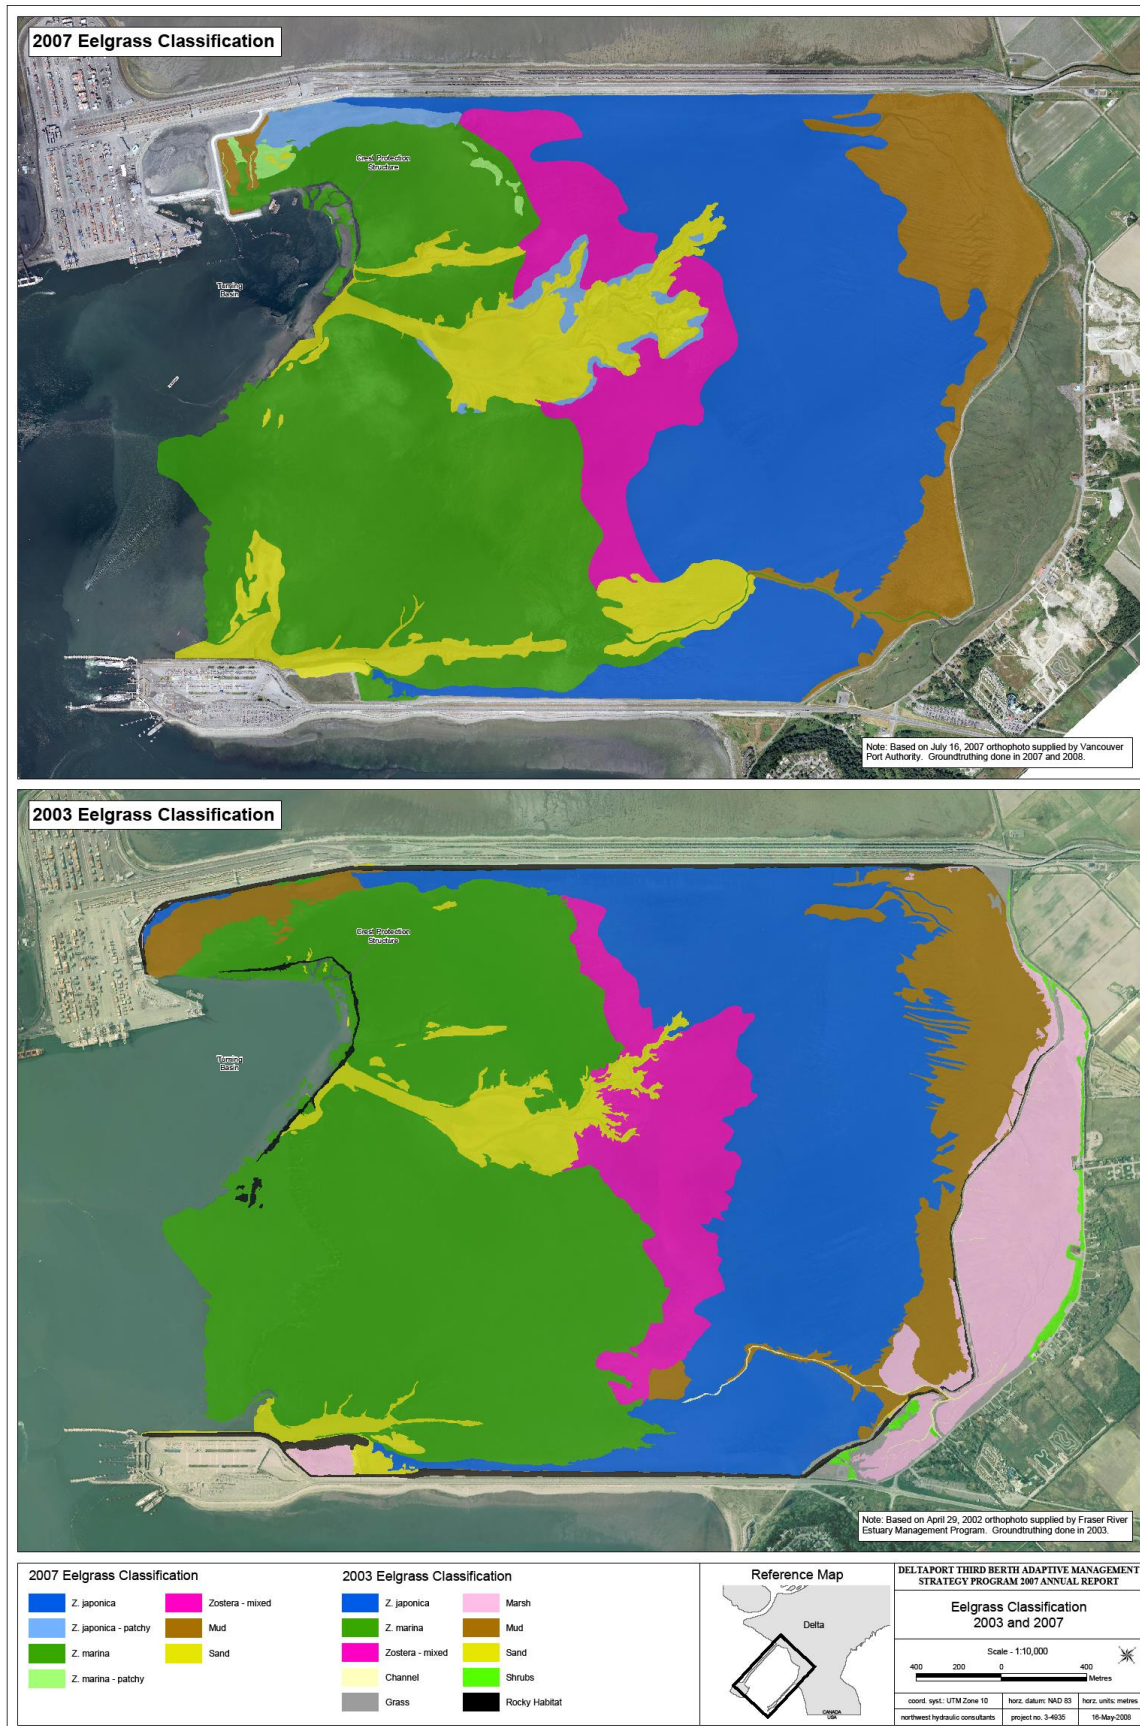 2007 Eelgrass Classification
Crest Protection
Structure
Turning
Basin
Note: Based on July 16, 2007 orthophoto supplied by Vancouver
Port Authority. Groundtruthing done in 2007 and 2008.
2003 Eelgrass Classification
Crest Protection
Structure
Turning
Basin
Note: Based on April 29, 2002 orthophoto supplied by Fraser River
Estuary Management Program. Groundtruthing done in 2003.
2007 Eelgrass Classification
Z. japonica
Z. japonica - patchy
Z. marina
Z. marina - patchy
Zostera - mixed
Mud
Sand
2003 Eelgrass Classification
Z. japonica
Z. marina
Zostera - mixed
Channel
Grass
Marsh
Mud
Sand
Shrubs
Rocky Habitat
Reference Map
Delta
CANADA
USA
DELTAPORT THIRD BERTH ADAPTIVE MANAGEMENT
STRATEGY PROGRAM 2007 ANNUAL REPORT
Eelgrass Classification
2003 and 2007
Scale - 1:10,000
400 200 0 400
Metres
coord. syst.: UTM Zone 10 horz. datum: NAD 83 horz. units: metres
northwest hydraulic consultants project no. 3-4935 16-May-2008